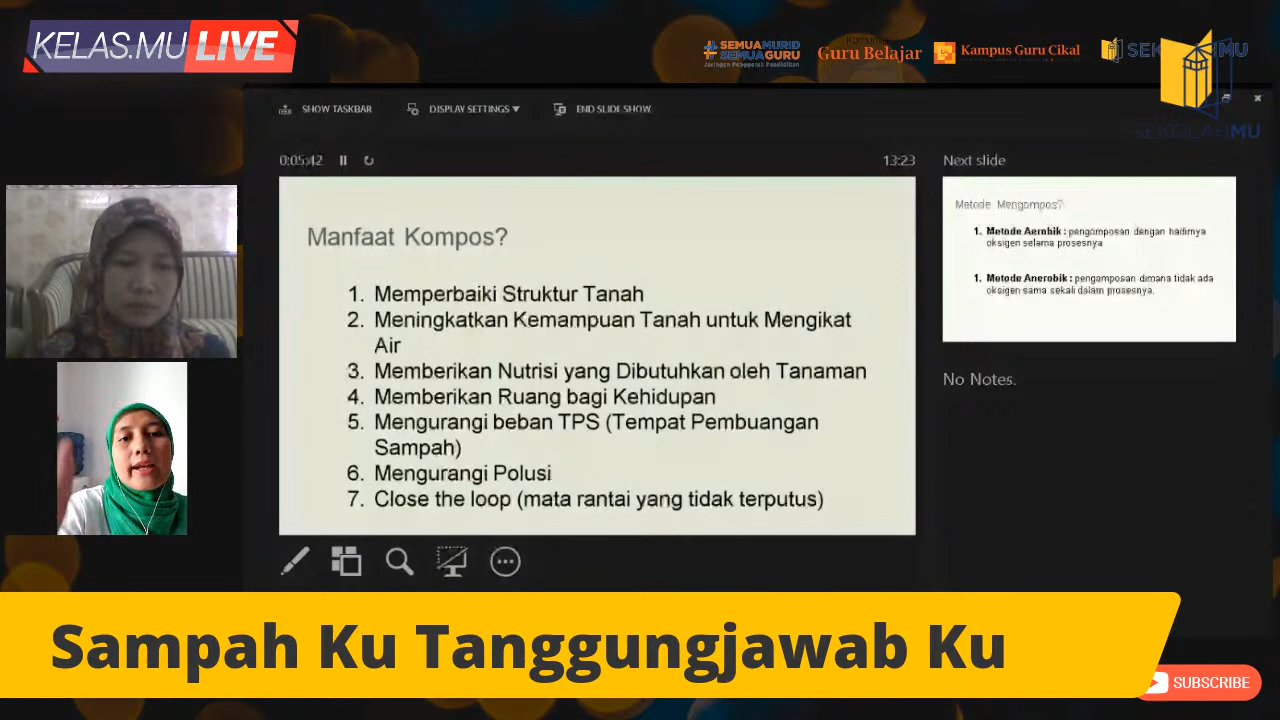 KELAS.MU LIVE
#SEMUAMURID
SEMUAGURU
Jaringan Penggerak Pendidikan
Guru Belajar
Kampus Guru Cikal
SEKOLAHMU
SHOW TASKBAR
DISPLAY SETTINGS
END SLIDE SHOW
0:05:42
13:23
Next slide
Manfaat Kompos?
1. Memperbaiki Struktur Tanah
2. Meningkatkan Kemampuan Tanah untuk Mengikat
Air
3. Memberikan Nutrisi yang Dibutuhkan oleh Tanaman
4. Memberikan Ruang bagi Kehidupan
5. Mengurangi beban TPS (Tempat Pembuangan
Sampah)
6. Mengurangi Polusi
7. Close the loop (mata rantai yang tidak terputus)
Metode Mengompos?
1. Metode Aerobik : pengomposan dengan hadirnya
oksigen selama prosesnya
1. Metode Anerobik : pengomposan dimana tidak ada
oksigen sama sekali dalam prosesnya.
No Notes.
Sampah Ku Tanggungjawab Ku
SUBSCRIBE